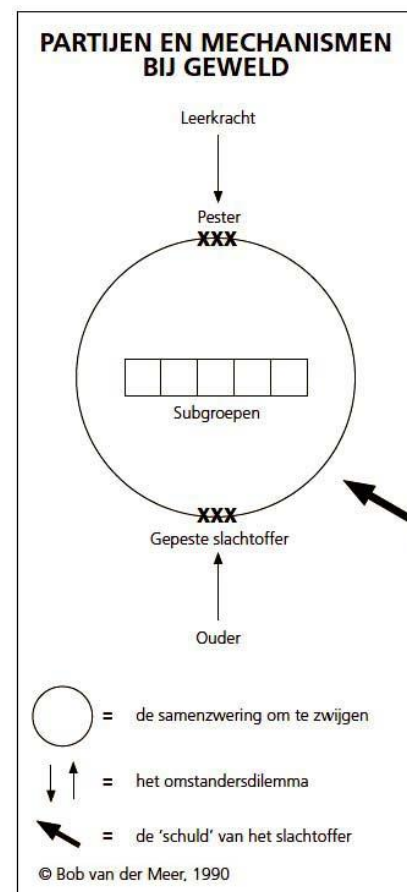 PARTIJEN EN MECHANISMEN
BIJ GEWELD
Leerkracht
Pester
XXX
Subgroepen
XXX
Gepeste slachtoffer
Ouder
= de samenzwering om te zwijgen
= het omstandersdilemma
= de ‘schuld’ van het slachtoffer
© Bob van der Meer, 1990